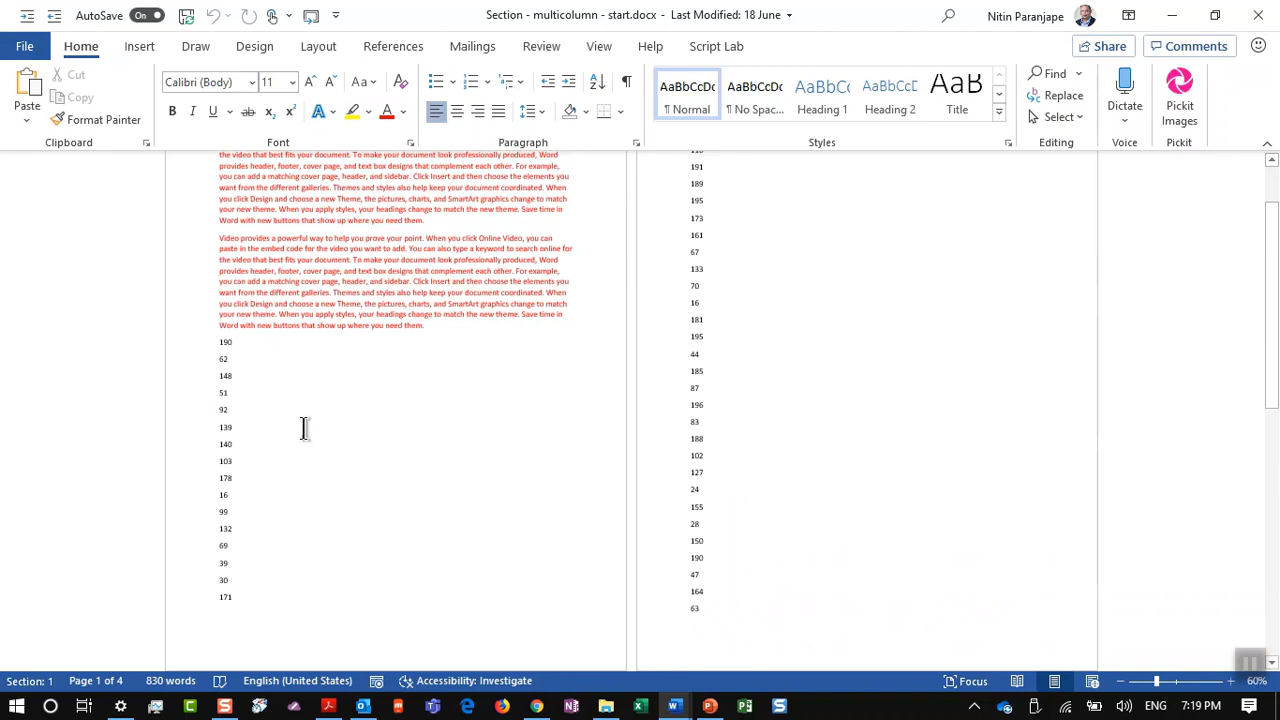 AutoSave On
Section - multicolumn - start.docx - Last Modified: 18 June
Nitin Paranjape
File Home Insert Draw Design Layout References Mailings Review View Help Script Lab
Share Comments
Paste
Cut
Copy
Format Painter
Clipboard
Calibri (Body) 11
Font
Paragraph
AaBbCcDc
¶ Normal
AaBbCcDc
¶ No Spac...
AaBbCc
Heading 1
AaBbCcD
Heading 2
AaB
Title
Styles
Find
Replace
Select
Editing
Dictate
Voice
Pickit
Images
Pickit
the video that best fits your document. To make your document look professionally produced, Word
provides header, footer, cover page, and text box designs that complement each other. For example,
you can add a matching cover page, header, and sidebar. Click Insert and then choose the elements you
want from the different galleries. Themes and styles also help keep your document coordinated. When
you click Design and choose a new Theme, the pictures, charts, and SmartArt graphics change to match
your new theme. When you apply styles, your headings change to match the new theme. Save time in
Word with new buttons that show up where you need them.
Video provides a powerful way to help you prove your point. When you click Online Video, you can
paste in the embed code for the video you want to add. You can also type a keyword to search online for
the video that best fits your document. To make your document look professionally produced, Word
provides header, footer, cover page, and text box designs that complement each other. For example,
you can add a matching cover page, header, and sidebar. Click Insert and then choose the elements you
want from the different galleries. Themes and styles also help keep your document coordinated. When
you click Design and choose a new Theme, the pictures, charts, and SmartArt graphics change to match
your new theme. When you apply styles, your headings change to match the new theme. Save time in
Word with new buttons that show up where you need them.
190
62
148
51
92
139
140
103
178
16
99
132
69
39
30
171
191
189
195
173
161
67
133
70
16
181
195
44
185
87
196
83
188
102
127
24
155
28
150
190
47
164
63
Section: 1 Page 1 of 4 830 words English (United States) Accessibility: Investigate Focus 60%
ENG 7:19 PM